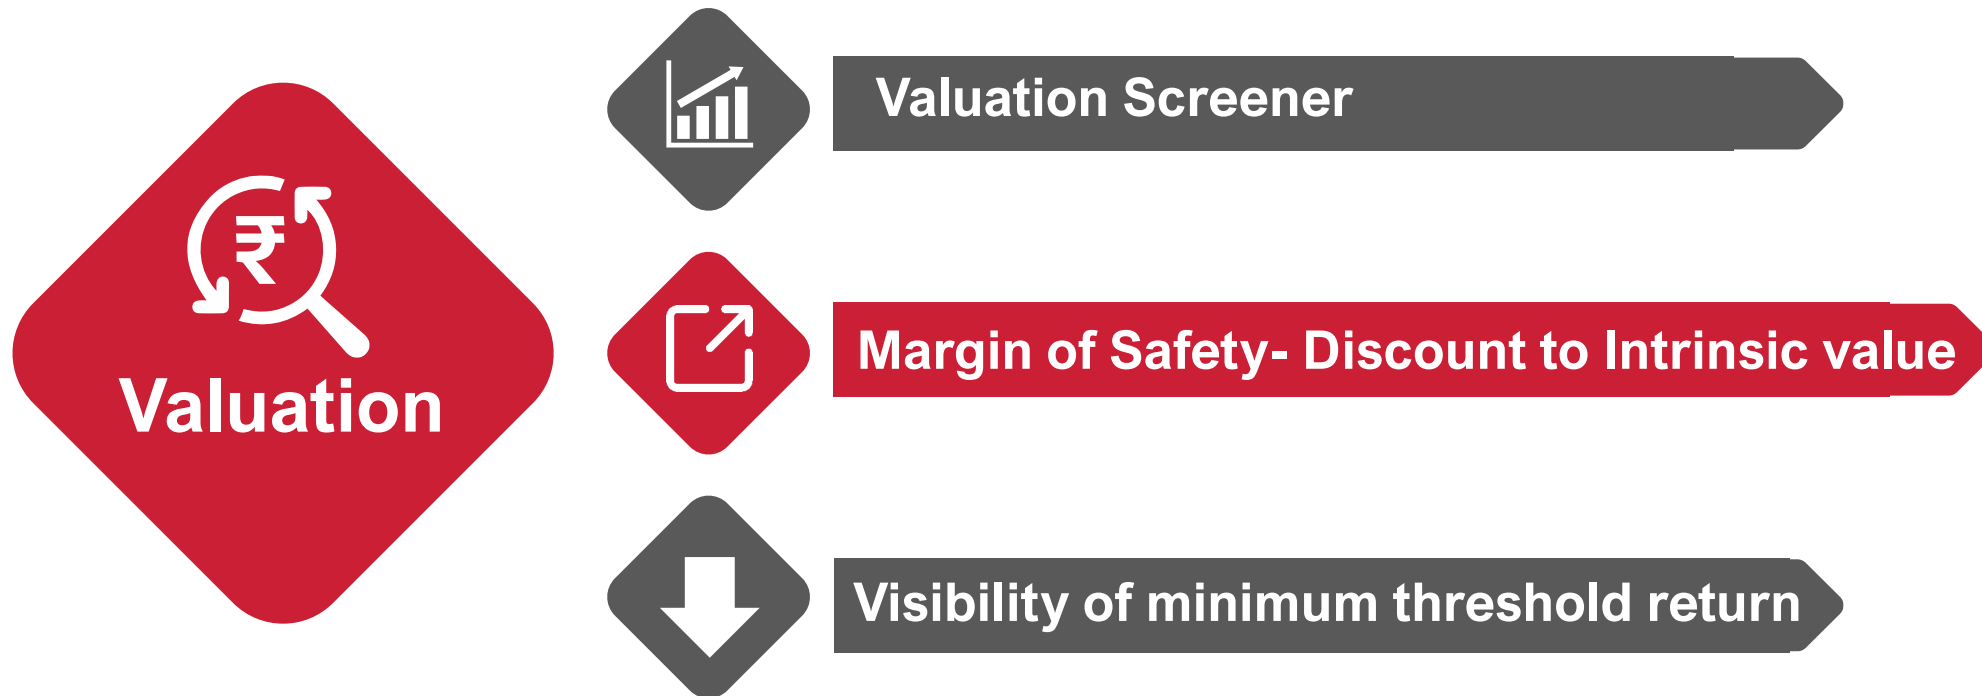 ₹
Valuation
Valuation Screener
Margin of Safety- Discount to Intrinsic value
Visibility of minimum threshold return